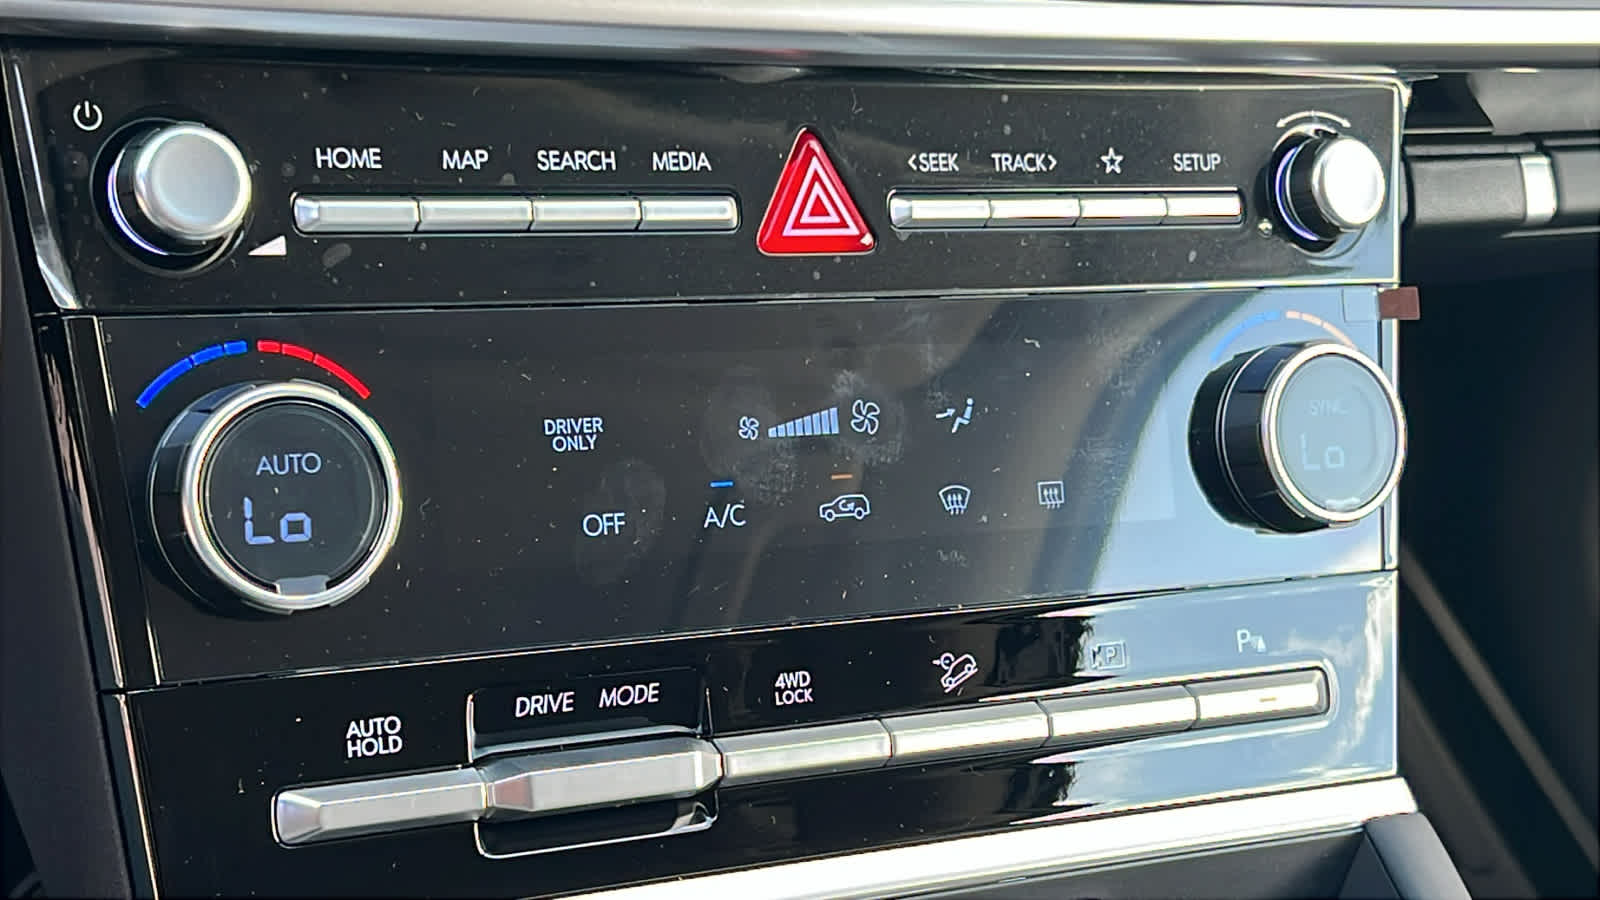 HOME MAP SEARCH MEDIA <SEEK TRACK> SETUP
AUTO
Lo
DRIVER
ONLY
OFF
A/C
SYNC
Lo
AUTO
HOLD
DRIVE MODE
4WD
LOCK
P
P